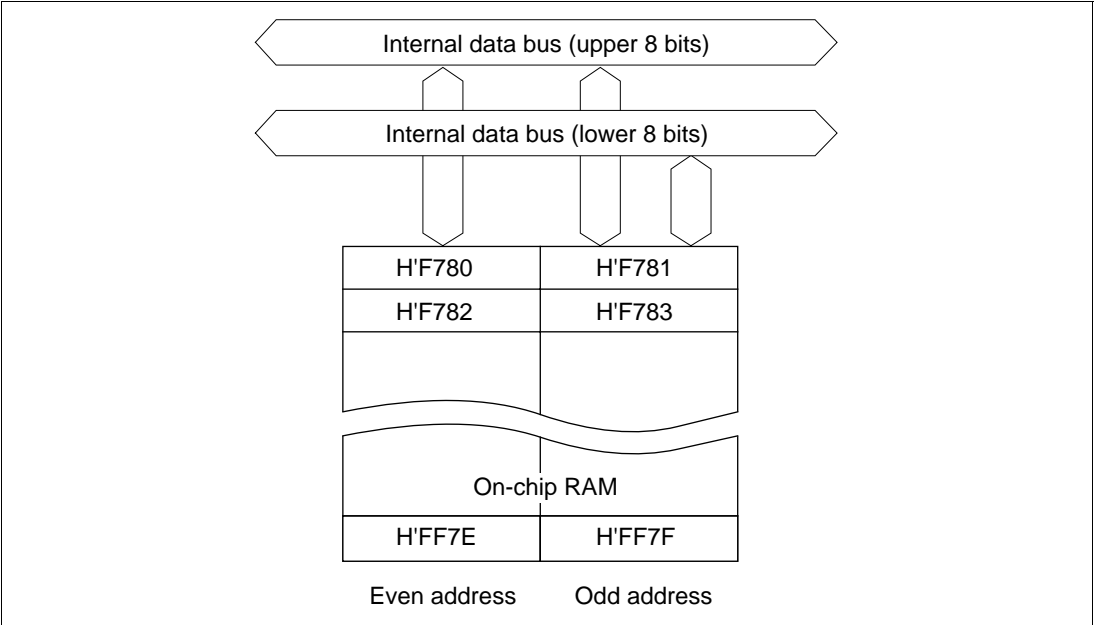 Internal data bus (upper 8 bits)
Internal data bus (lower 8 bits)
H'F780 H'F781
H'F782 H'F783
On-chip RAM
H'FF7E H'FF7F
Even address Odd address